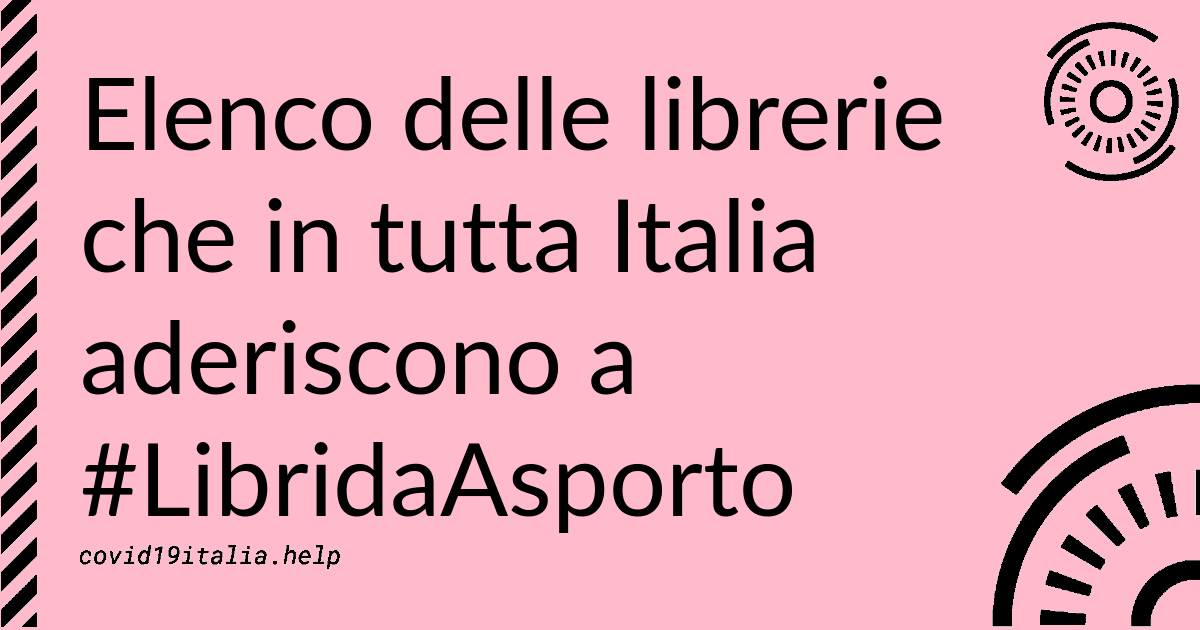 Elenco delle librerie
che in tutta Italia
aderiscono a
#LibridaAsporto
covid19italia.help